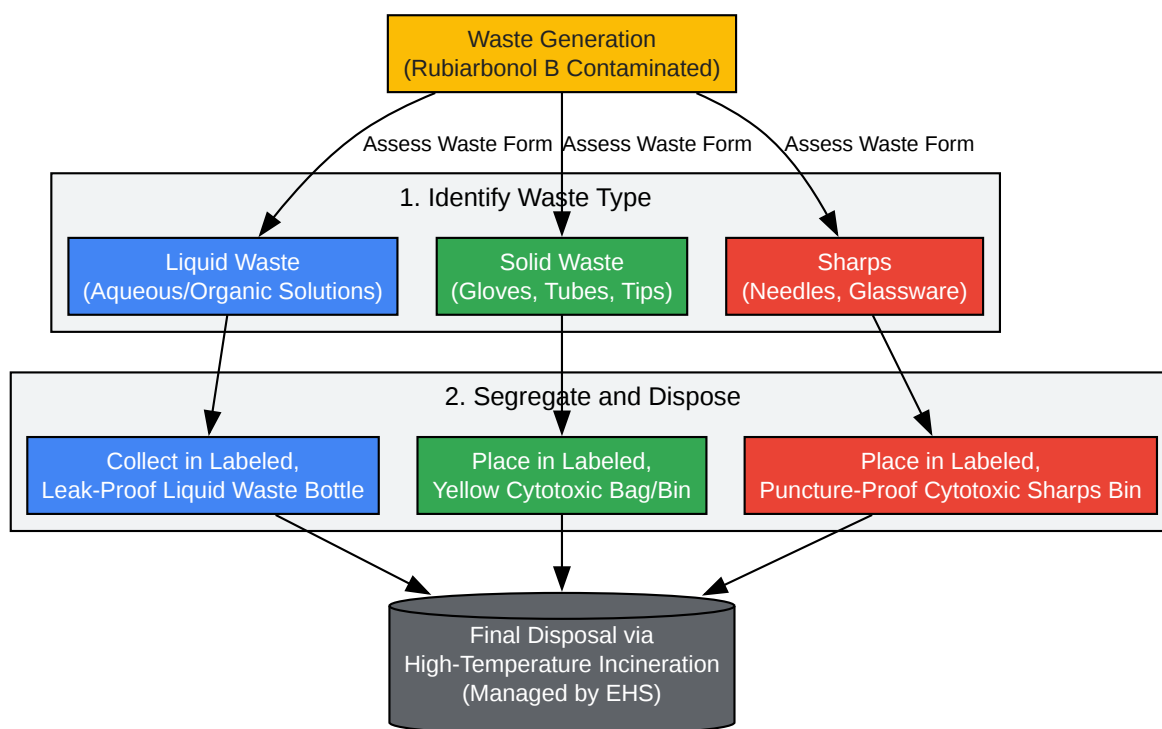 Waste Generation
(Rubiarbonol B Contaminated)
Assess Waste Form
Assess Waste Form
Assess Waste Form
1. Identify Waste Type
Liquid Waste
(Aqueous/Organic Solutions)
Solid Waste
(Gloves, Tubes, Tips)
Sharps
(Needles, Glassware)
2. Segregate and Dispose
Collect in Labeled,
Leak-Proof Liquid Waste Bottle
Place in Labeled,
Yellow Cytotoxic Bag/Bin
Place in Labeled,
Puncture-Proof Cytotoxic Sharps Bin
Final Disposal via
High-Temperature Incineration
(Managed by EHS)